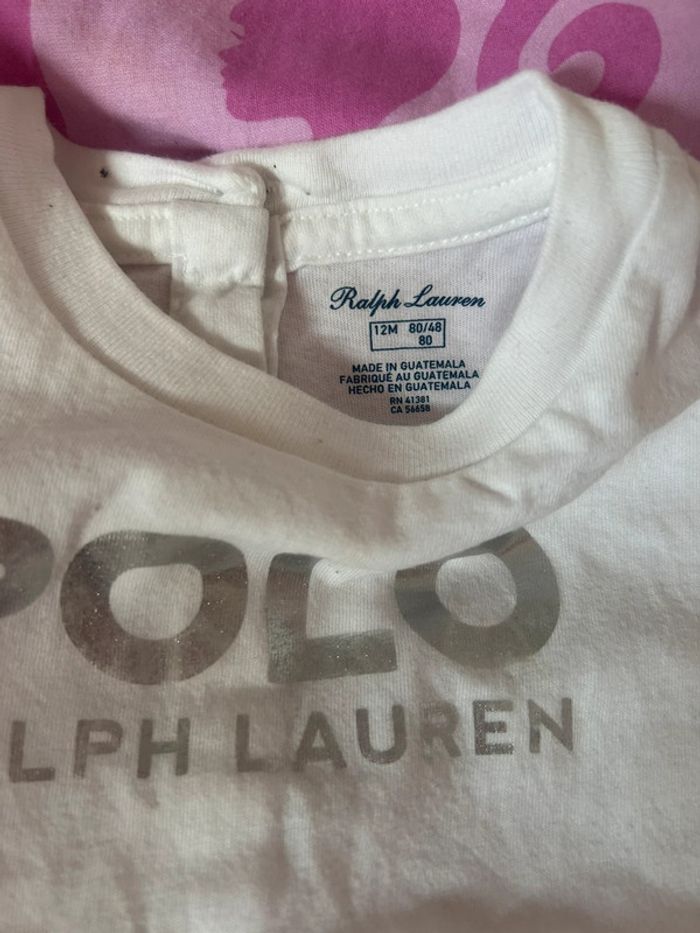 Ralph Lauren
12M 80/48
80
MADE IN GUATEMALA
FABRIQUÉ AU GUATEMALA
HECHO EN GUATEMALA
RN 41381
CA 56658
POLO
LPH LAUREN